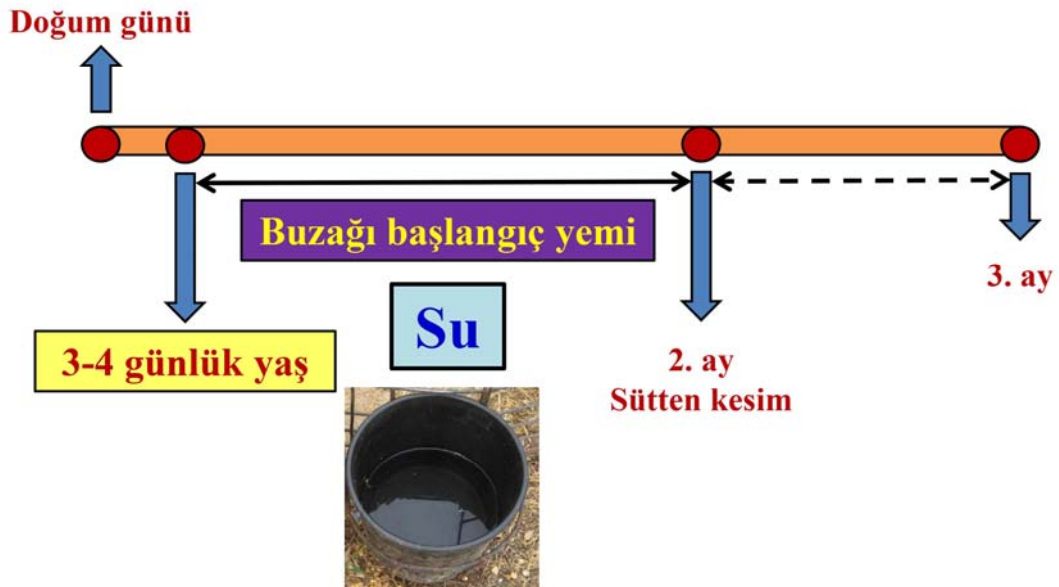 Doğum günü
Buzağı başlangıç yemi
3. ay
Su
3-4 günlük yaş
2. ay
Sütten kesim